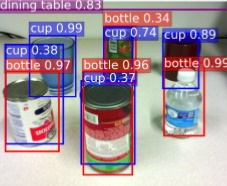 dining table 0.83
bottle 0.34
cup 0.99
cup 0.74
cup 0.89
cup 0.38
bottle 0.97
bottle 0.96
bottle 0.99
cup 0.37